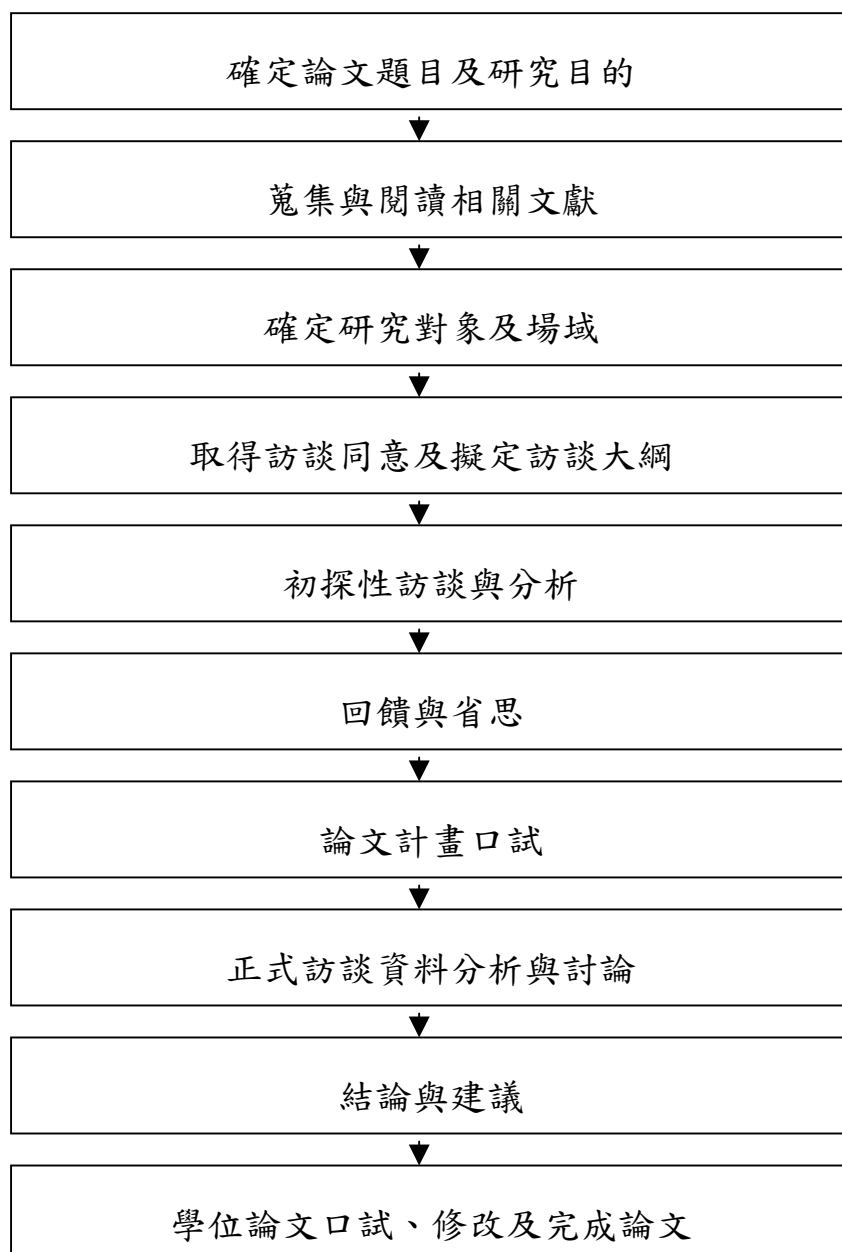 確定論文題目及研究目的
蒐集與閱讀相關文獻
確定研究對象及場域
取得訪談同意及擬定訪談大綱
初探性訪談與分析
回饋與省思
論文計畫口試
正式訪談資料分析與討論
結論與建議
學位論文口試、修改及完成論文